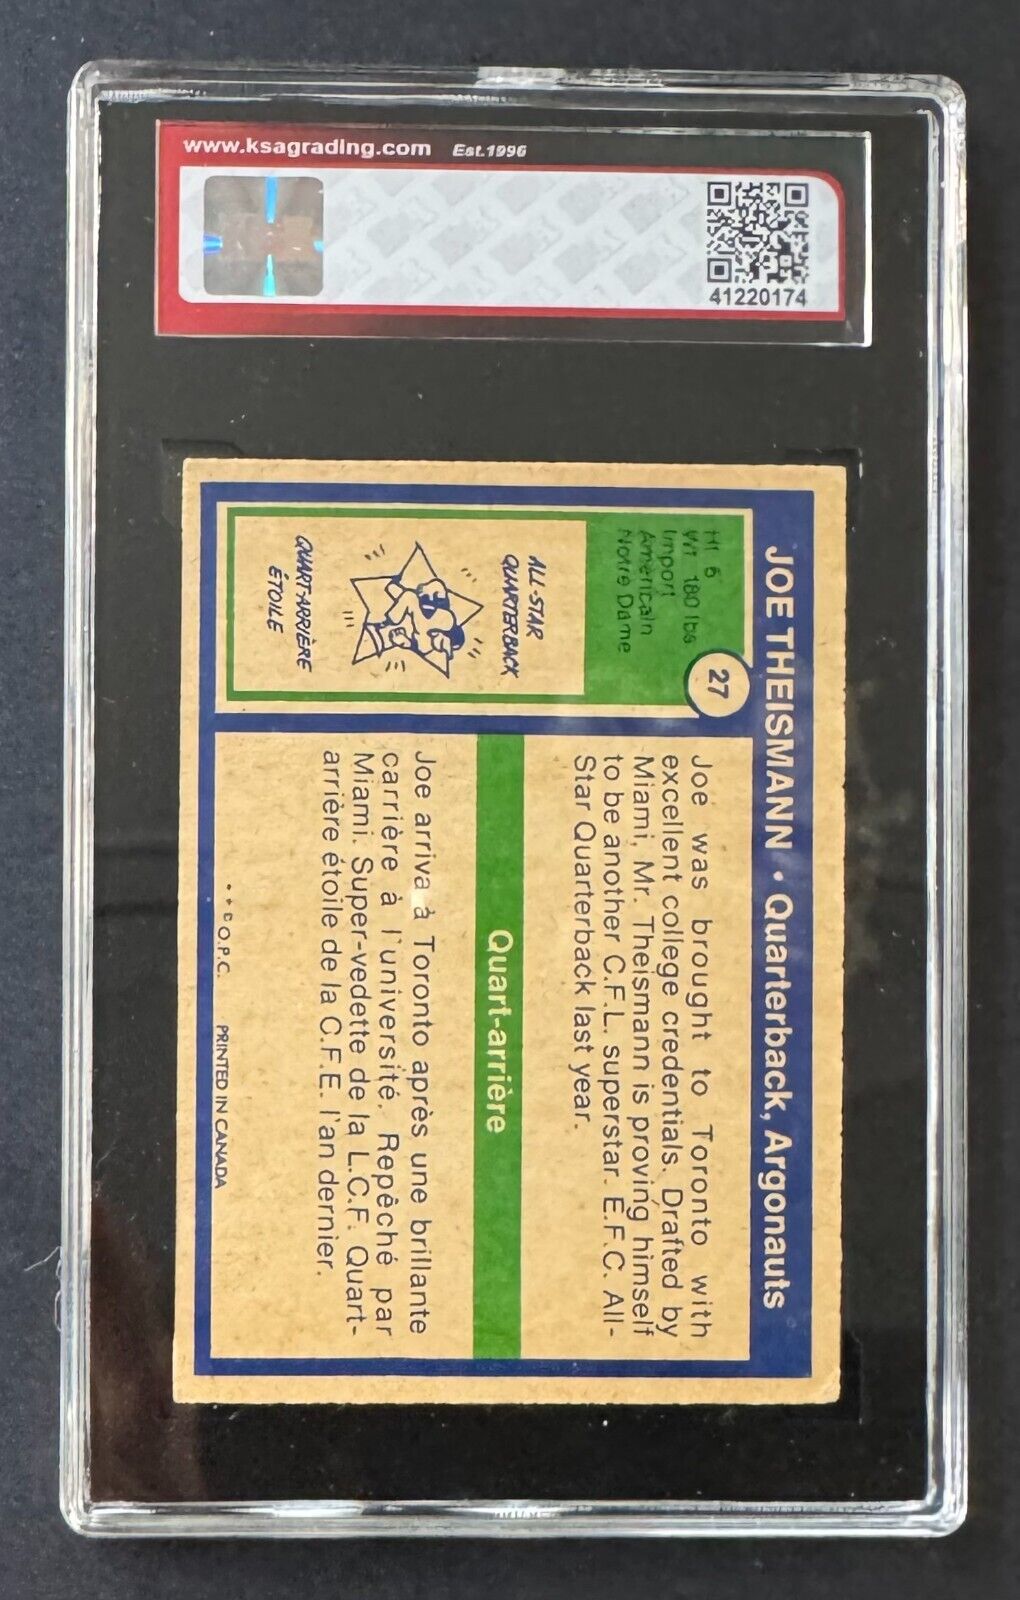 www.ksagrading.com Est.1996
41220174
JOE THEISMANN • Quarterback, Argonauts
27
Ht 6
Wt 180 lbs
Import
Américain
Notre Dame
ALL-STAR
QUARTERBACK
QUART-ARRIÈRE
ÉTOILE
Joe was brought to Toronto with
excellent college credentials. Drafted by
Miami, Mr. Theismann is proving himself
to be another C.F.L. superstar. E.F.C. All-
Star Quarterback last year.
Quart-arrière
Joe arriva à Toronto après une brillante
carrière à l'université. Repêché par
Miami. Super-vedette de la L.C.F. Quart-
arrière étoile de la C.F.E. l'an dernier.
O.P.C. PRINTED IN CANADA